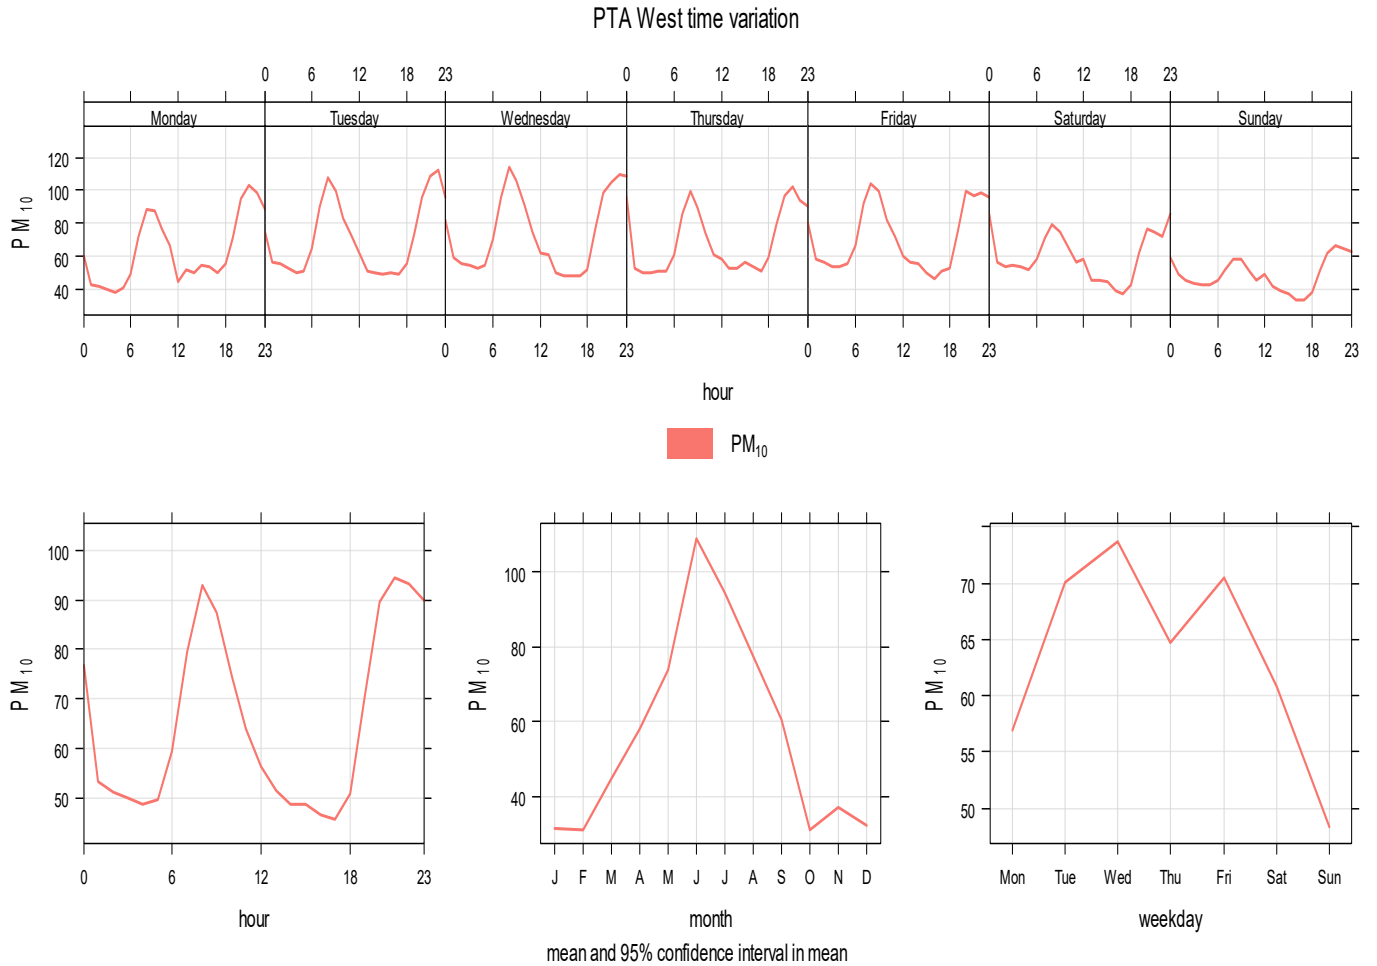 PTA West time variation
0 6 12 18 23 0 6 12 18 23 0 6 12 18 23
Monday Tuesday Wednesday Thursday Friday Saturday Sunday
120
100
80
60
40
PM10
0 6 12 18 23 0 6 12 18 23 0 6 12 18 23 0 6 12 18 23
hour
PM10
100
90
80
70
60
50
PM10
0 6 12 18 23
hour
100
80
60
40
PM10
J F M A M J J A S O N D
month
70
65
60
55
50
PM10
Mon Tue Wed Thu Fri Sat Sun
weekday
mean and 95% confidence interval in mean